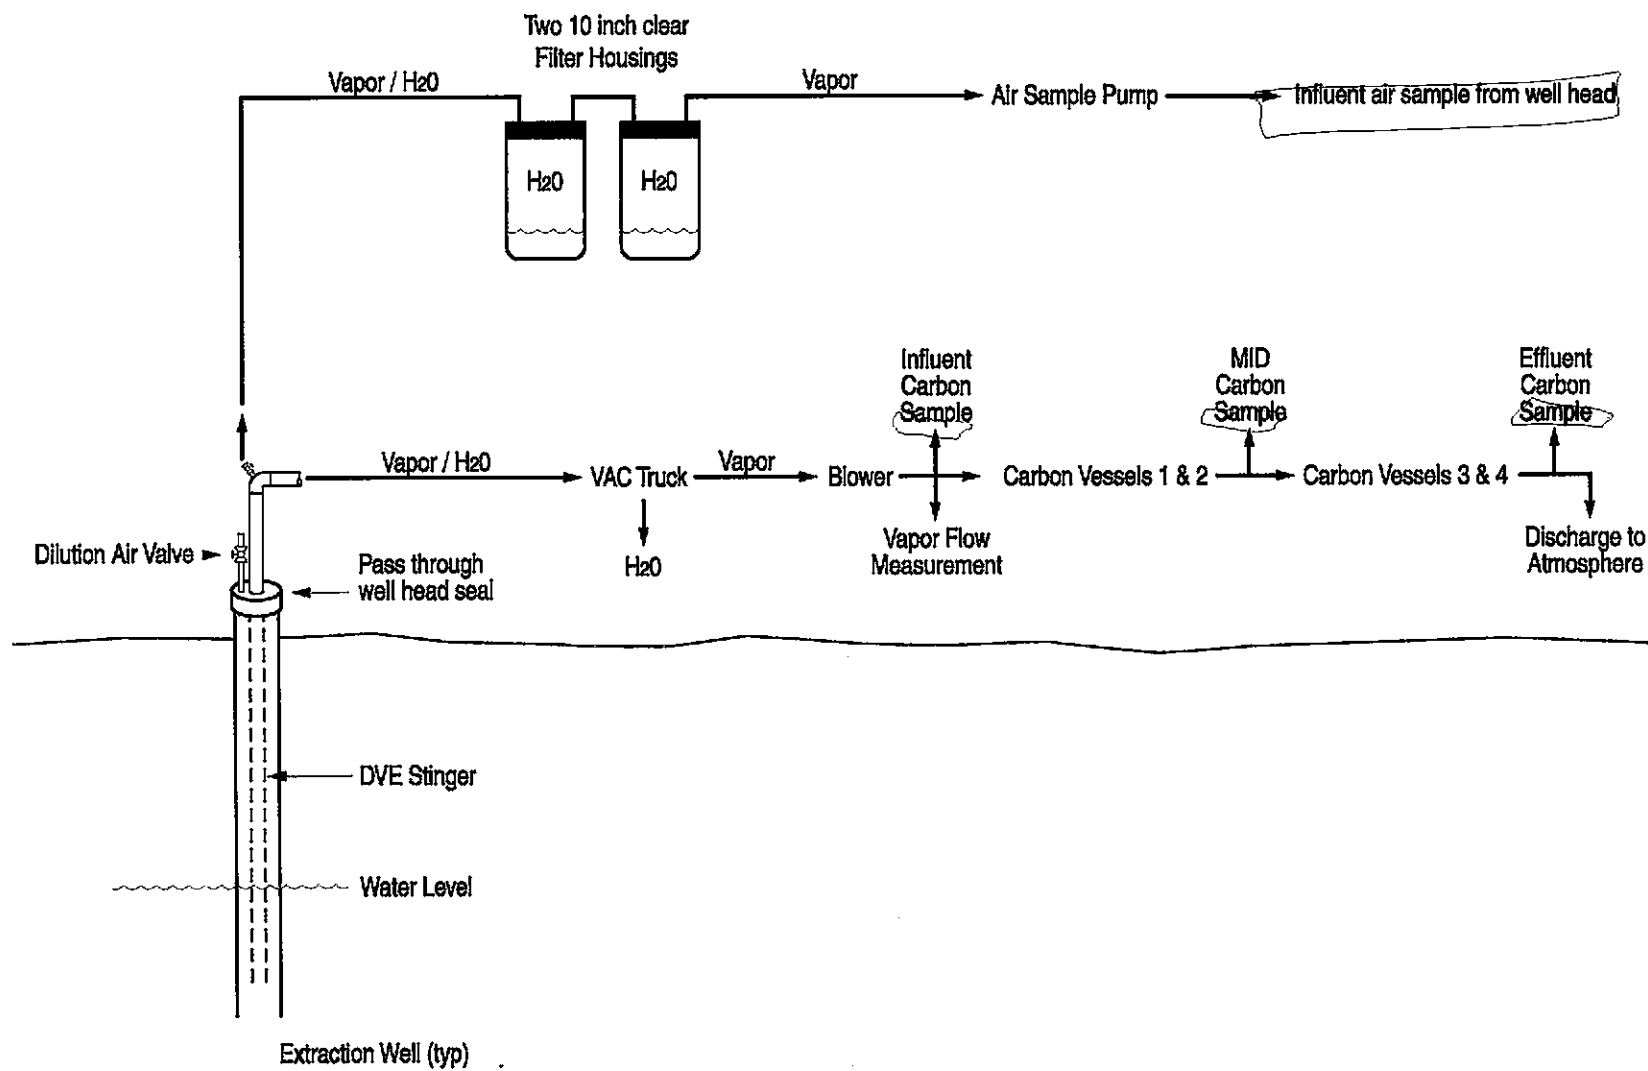 Two 10 inch clear
Filter Housings
Vapor / H20
Vapor
Air Sample Pump
Influent air sample from well head
H20
H20
Influent
Carbon
Sample
MID
Carbon
Sample
Effluent
Carbon
Sample
Vapor / H20
VAC Truck
Vapor
Blower
Carbon Vessels 1 & 2
Carbon Vessels 3 & 4
Dilution Air Valve
Pass through
well head seal
H20
Vapor Flow
Measurement
Discharge to
Atmosphere
DVE Stinger
Water Level
Extraction Well (typ)